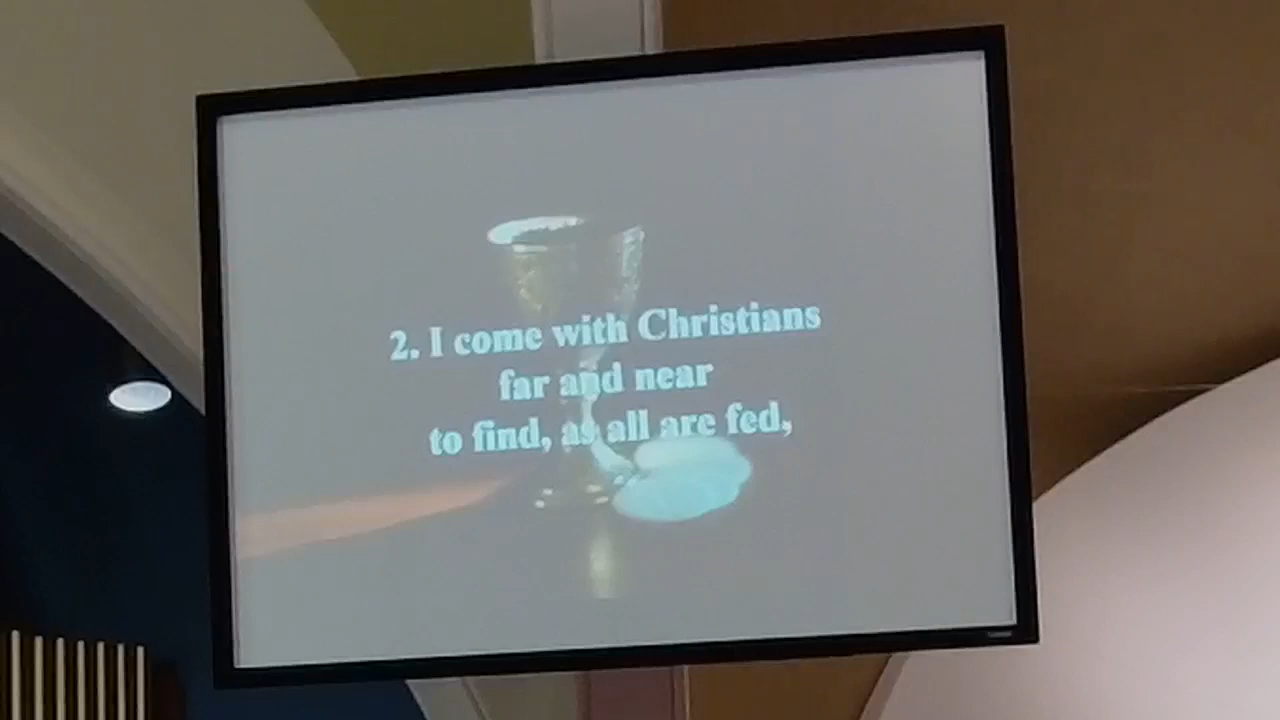 2. I come with Christians
far and near
to find, as all are fed,